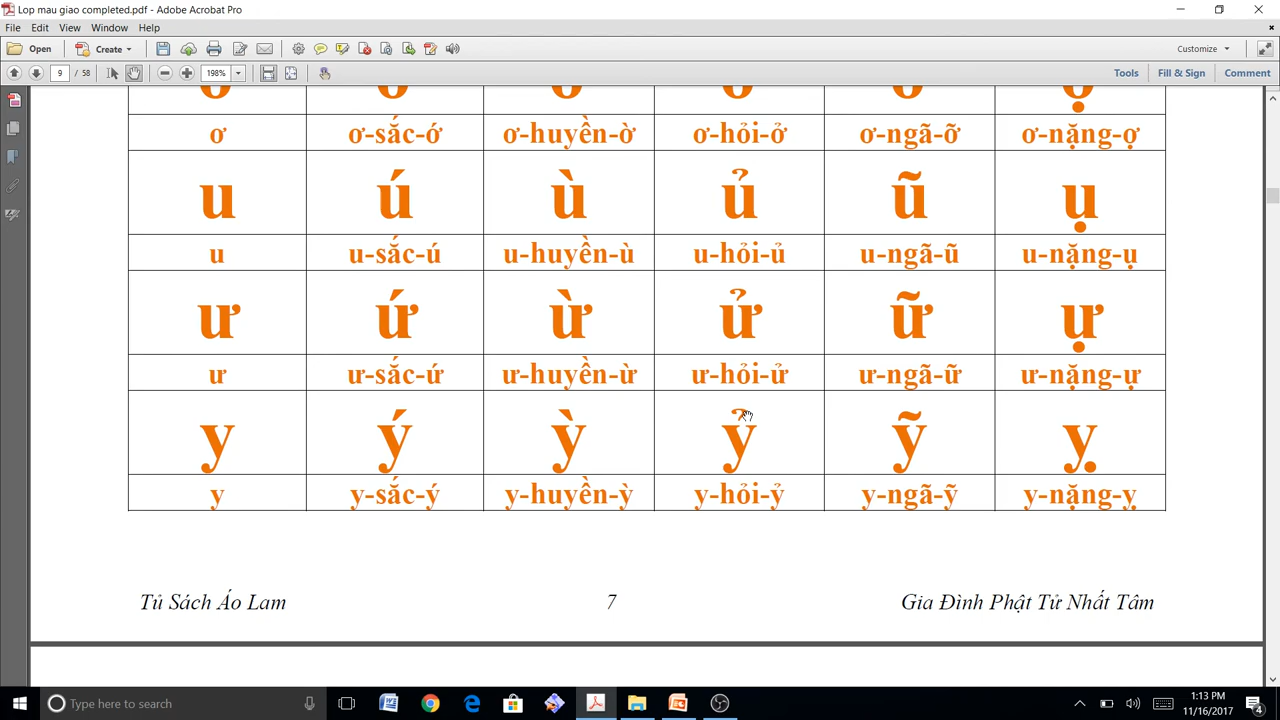 Lop mau giao completed.pdf - Adobe Acrobat Pro
File Edit View Window Help
Open Create Customize
9 / 58 198% Tools Fill & Sign Comment
ơ ơ-sắc-ớ ơ-huyền-ờ ơ-hỏi-ở ơ-ngã-ỡ ơ-nặng-ợ
u ú ù ủ ũ ụ
u u-sắc-ú u-huyền-ù u-hỏi-ủ u-ngã-ũ u-nặng-ụ
ư ứ ừ ử ữ ự
ư ư-sắc-ứ ư-huyền-ừ ư-hỏi-ử ư-ngã-ữ ư-nặng-ự
y ý ỳ ỷ ỹ ỵ
y y-sắc-ý y-huyền-ỳ y-hỏi-ỷ y-ngã-ỹ y-nặng-ỵ
Tủ Sách Áo Lam 7 Gia Đình Phật Tử Nhất Tâm
Type here to search
1:13 PM
11/16/2017
4